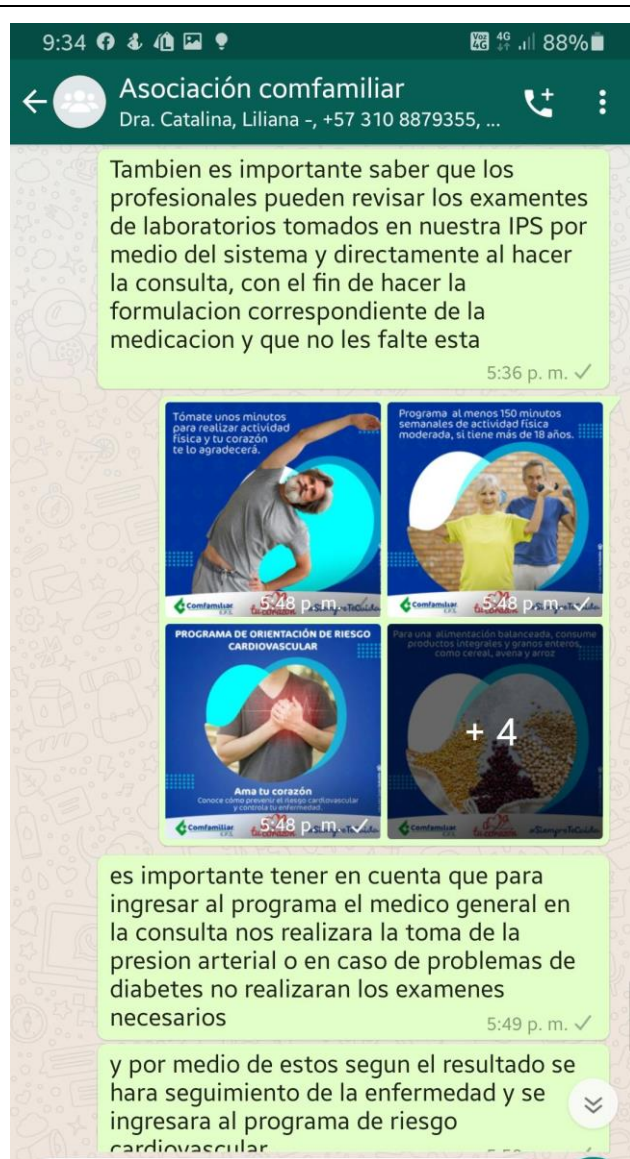 9:34
Voz 4G 4G 88%
Asociación comfamiliar
Dra. Catalina, Liliana -, +57 310 8879355, ...
Tambien es importante saber que los
profesionales pueden revisar los examentes
de laboratorios tomados en nuestra IPS por
medio del sistema y directamente al hacer
la consulta, con el fin de hacer la
formulacion correspondiente de la
medicacion y que no les falte esta
5:36 p. m.
Tómate unos minutos
para realizar actividad
física y tu corazón
te lo agradecerá.
Comfamiliar
5:48 p. m.
Programa al menos 150 minutos
semanales de actividad física
moderada, si tiene más de 18 años.
Comfamiliar
5:48 p. m.
PROGRAMA DE ORIENTACIÓN DE RIESGO
CARDIOVASCULAR
Ama tu corazón
Conoce cómo prevenir el riesgo cardiovascular
y controla tu enfermedad.
Comfamiliar
5:48 p. m.
Para una alimentación balanceada, consume
productos integrales y granos enteros,
como cereal, avena y arroz
+ 4
Comfamiliar
es importante tener en cuenta que para
ingresar al programa el medico general en
la consulta nos realizara la toma de la
presion arterial o en caso de problemas de
diabetes no realizaran los examenes
necesarios
5:49 p. m.
y por medio de estos segun el resultado se
hara seguimiento de la enfermedad y se
ingresara al programa de riesgo
cardiovascular